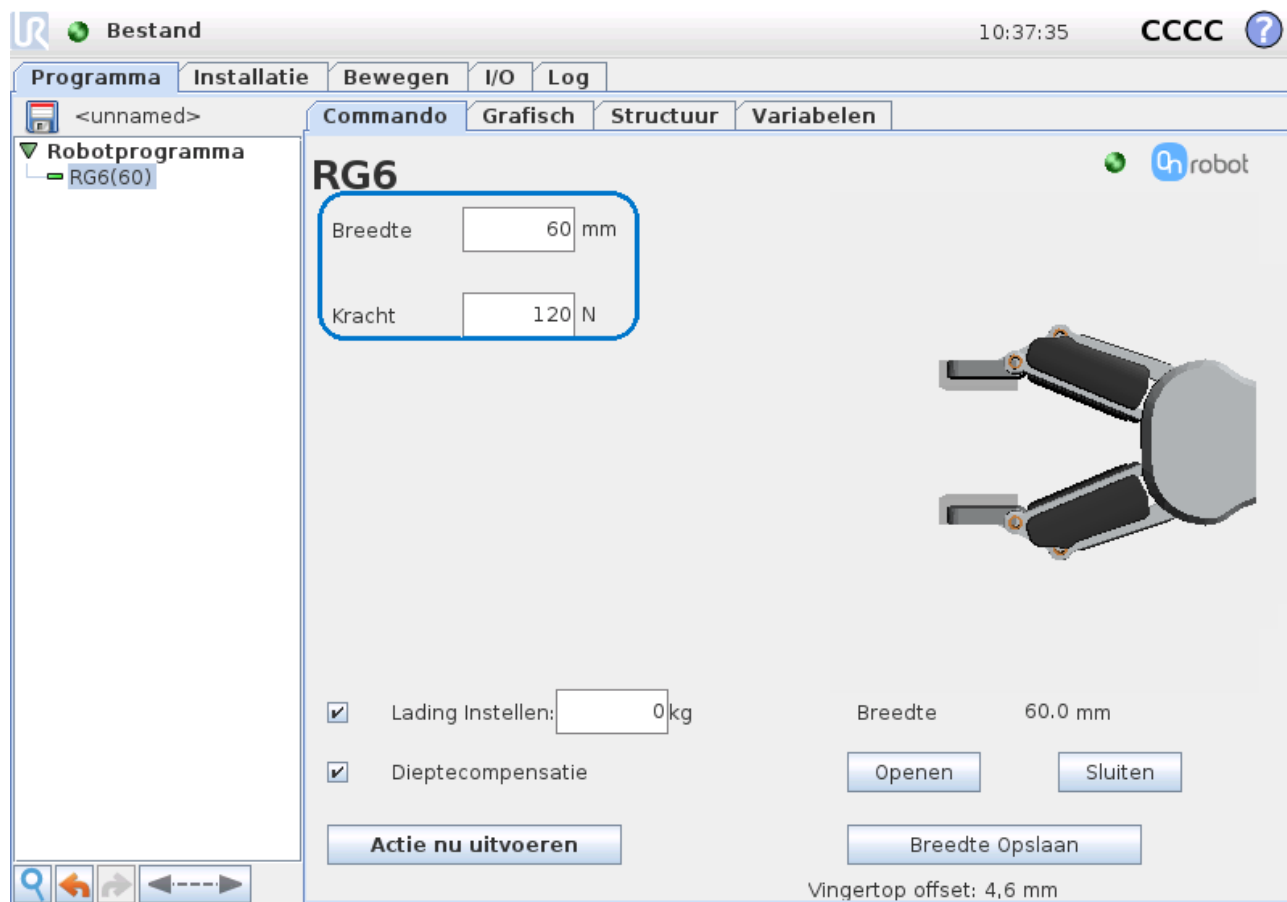 UR Bestand 10:37:35 CCCC ?
Programma Installatie Bewegen I/O Log
<unnamed> Commando Grafisch Structuur Variabelen
Robotprogramma
RG6(60)
RG6
On robot
Breedte 60 mm
Kracht 120 N
Lading Instellen: 0 kg Breedte 60.0 mm
Dieptecompensatie Openen Sluiten
Actie nu uitvoeren Breedte Opslaan
Vingertop offset: 4,6 mm